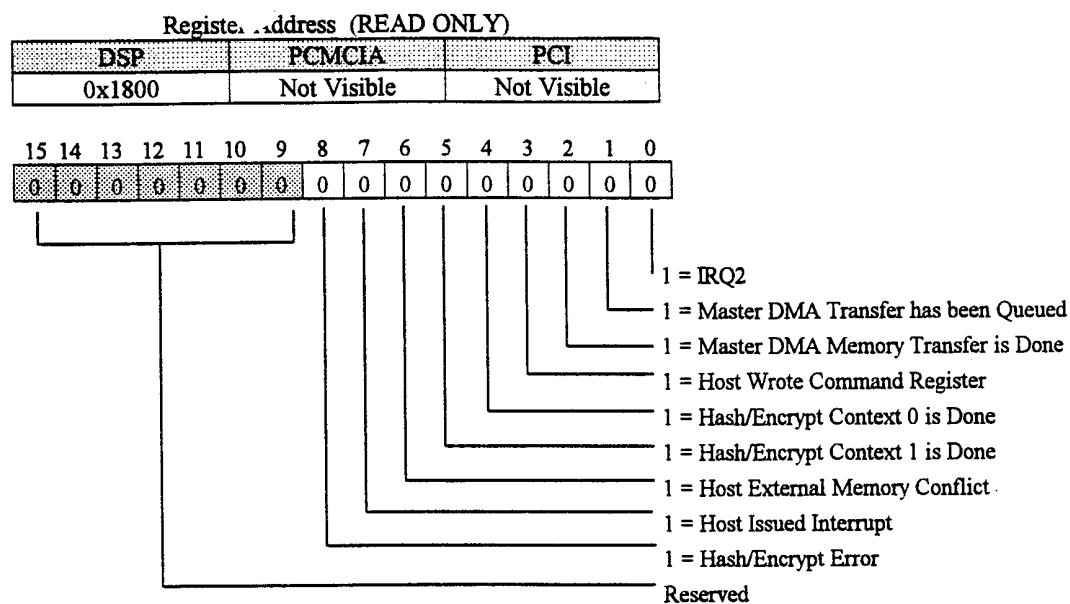 (READ ONLY)
DSP PCMCIA PCI
0x1800 Not Visible Not Visible
15 14 13 12 11 10 9 8 7 6 5 4 3 2 1 0
0 0 0 0 0 0 0 0 0 0 0 0 0 0 0 0
1 = IRQ2
1 = Master DMA Transfer has been Queued
1 = Master DMA Memory Transfer is Done
1 = Host Wrote Command Register
1 = Hash/Encrypt Context 0 is Done
1 = Hash/Encrypt Context 1 is Done
1 = Host External Memory Conflict
1 = Host Issued Interrupt
1 = Hash/Encrypt Error
Reserved